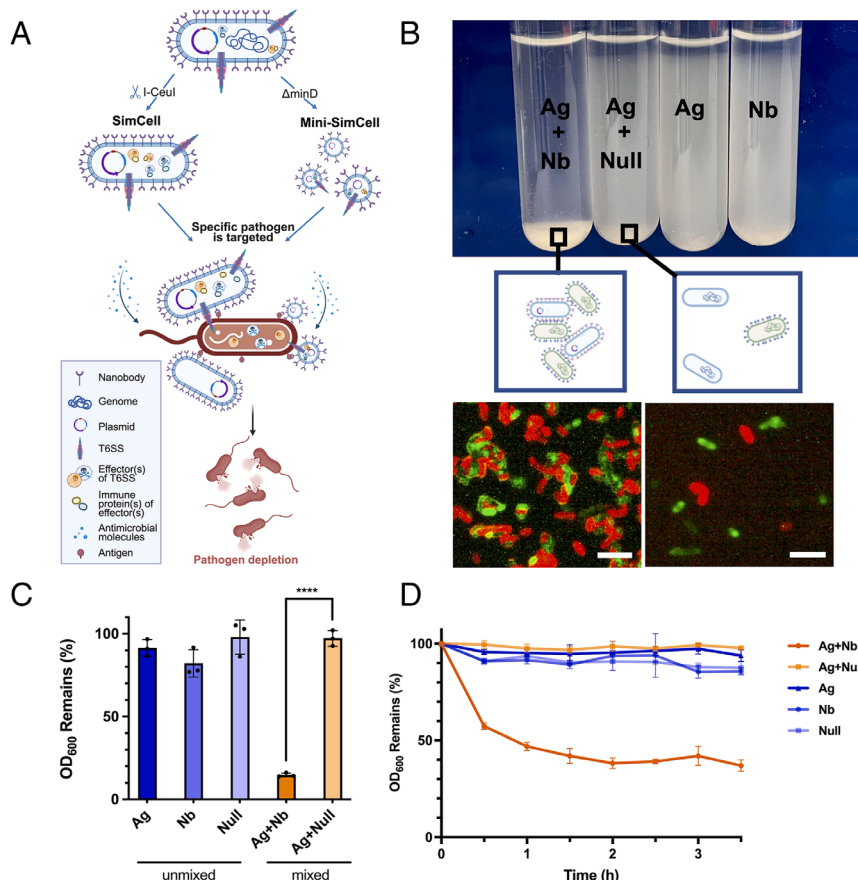 A
I-CeuI
ΔminD
SimCell
Mini-SimCell
Specific pathogen
is targeted
Nanobody
Genome
Plasmid
T6SS
Effector(s)
of T6SS
Immune
protein(s) of
effector(s)
Antimicrobial
molecules
Antigen
Pathogen depletion
B
Ag
+
Nb
Ag
+
Null
Ag
Nb
C
OD600 Remains (%)
100
50
0
****
Ag
Nb
Null
Ag+Nb
Ag+Null
unmixed
mixed
D
OD600 Remains (%)
100
50
0
0
1
2
3
Time (h)
Ag+Nb
Ag+Nu
Ag
Nb
Null